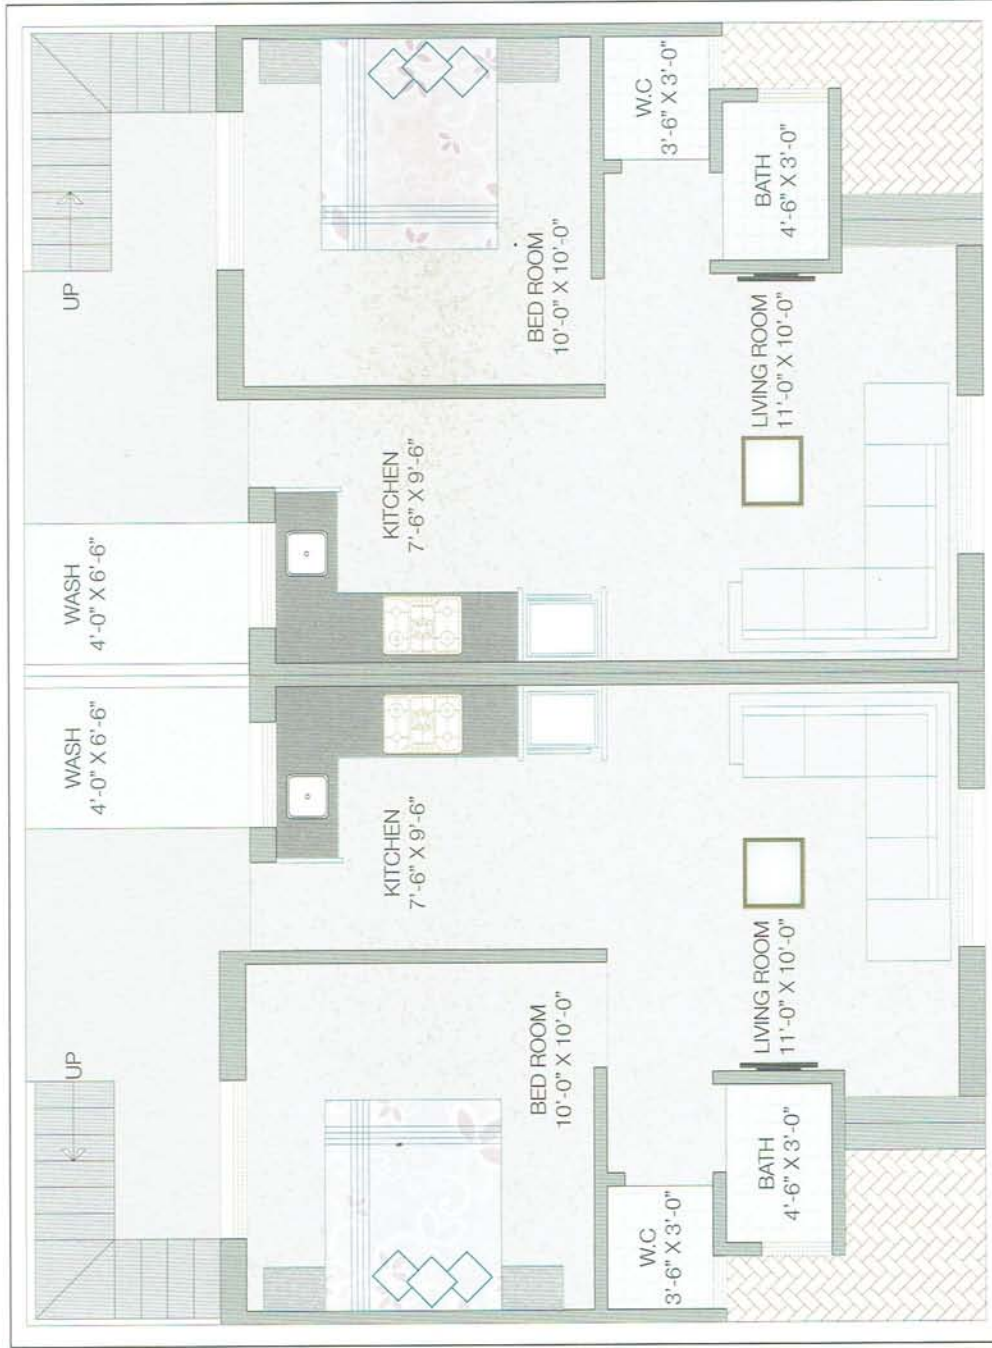 UP
WASH
4'-0" X 6'-6"
WASH
4'-0" X 6'-6"
UP
KITCHEN
7'-6" X 9'-6"
KITCHEN
7'-6" X 9'-6"
BED ROOM
10'-0" X 10'-0"
BED ROOM
10'-0" X 10'-0"
W.C
3'-6" X 3'-0"
LIVING ROOM
11'-0" X 10'-0"
LIVING ROOM
11'-0" X 10'-0"
W.C
3'-6" X 3'-0"
BATH
4'-6" X 3'-0"
BATH
4'-6" X 3'-0"